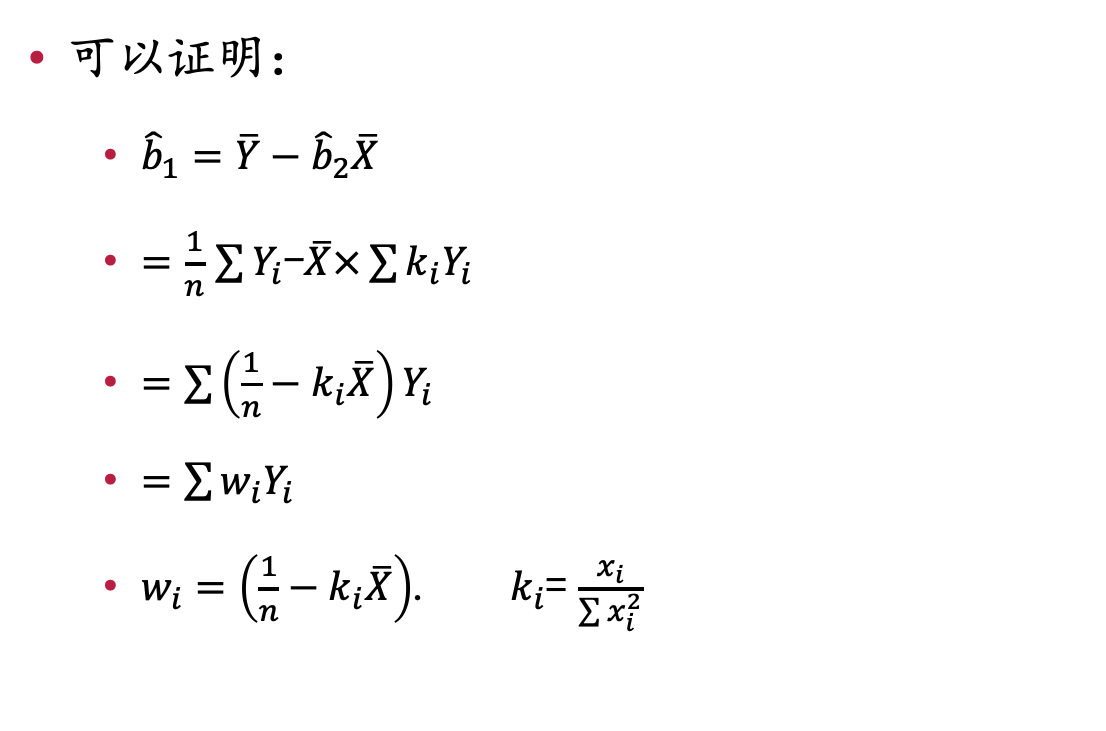 • 可以证明：
• b̂₁ = Ȳ − b̂₂X̄
• = 1/n ∑ Yᵢ−X̄× ∑ kᵢYᵢ
• = ∑ (1/n − kᵢX̄) Yᵢ
• = ∑ wᵢYᵢ
• wᵢ = (1/n − kᵢX̄). kᵢ= xᵢ/∑ xᵢ²